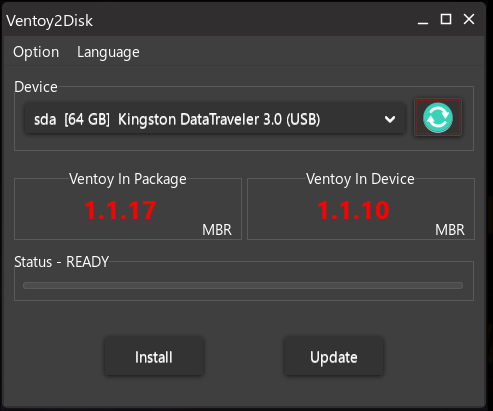 Ventoy2Disk
Option Language
Device
sda [64 GB] Kingston DataTraveler 3.0 (USB)
Ventoy In Package Ventoy In Device
1.1.17 1.1.10
MBR MBR
Status - READY
Install Update